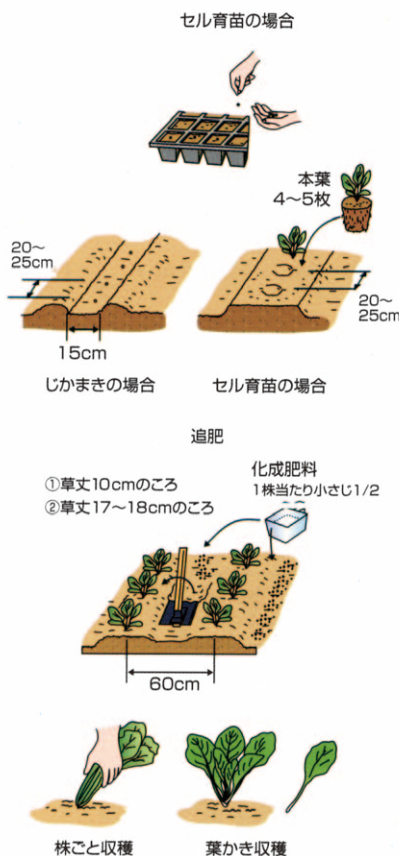 セル育苗の場合
本葉
4〜5枚
20〜
25cm
15cm
20〜
25cm
じかまきの場合
セル育苗の場合
追肥
①草丈10cmのころ
②草丈17〜18cmのころ
化成肥料
1株当たり小さじ1/2
60cm
株ごと収穫
葉かき収穫